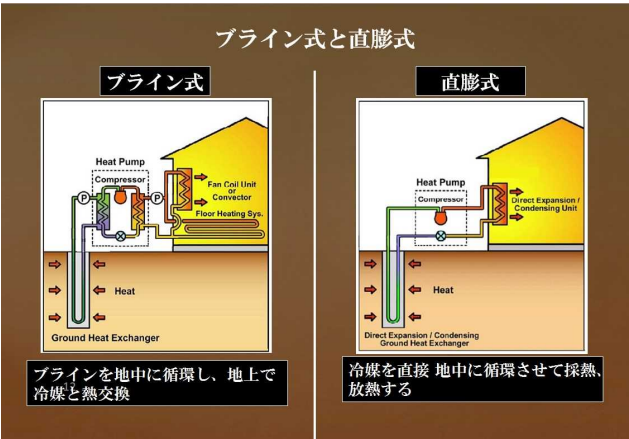 ブライン式と直膨式
ブライン式
Heat Pump
Compressor
P
P
Fan Coil Unit
or
Convector
Floor Heating Sys.
Heat
Ground Heat Exchanger
ブラインを地中に循環し、地上で
冷媒と熱交換
直膨式
Heat Pump
Compressor
Direct Expansion /
Condensing Unit
Heat
Direct Expansion / Condensing
Ground Heat Exchanger
冷媒を直接 地中に循環させて採熱、
放熱する